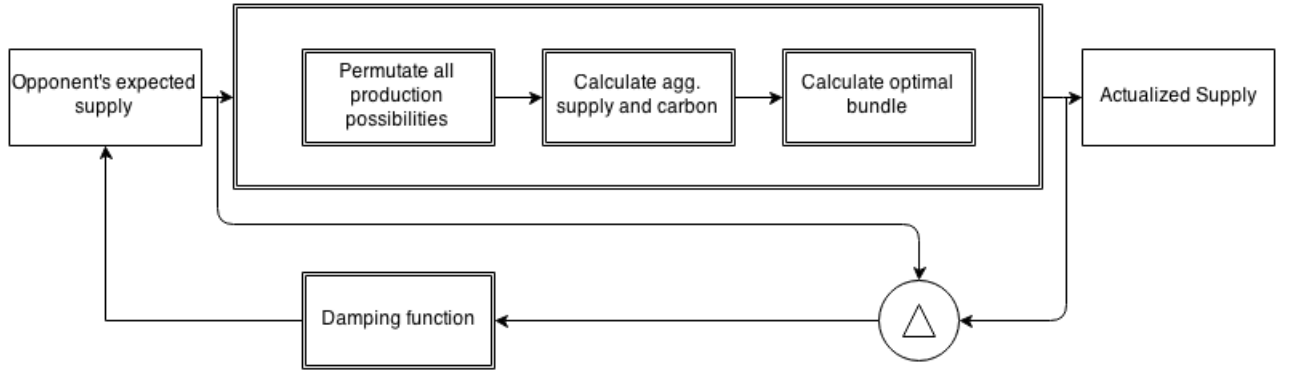 Opponent's expected
supply
Permutate all
production
possibilities
Calculate agg.
supply and carbon
Calculate optimal
bundle
Actualized Supply
Damping function